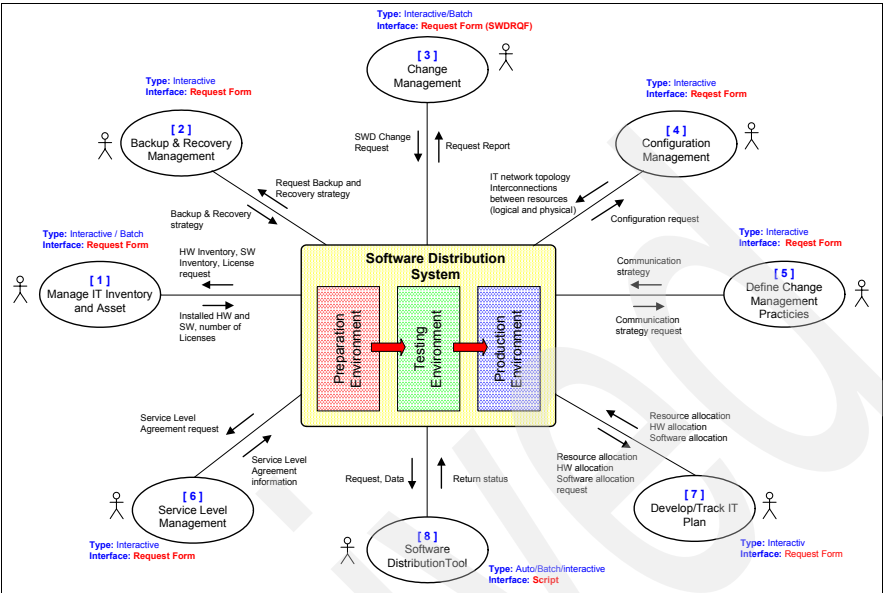 Type: Interactive/Batch
Interface: Request Form (SWDRQF)
[ 3 ]
Change
Management
Type: Interactive
Interface: Request Form
[ 2 ]
Backup & Recovery
Management
Type: Interactive
Interface: Reqest Form
[ 4 ]
Configuration
Management
SWD Change
Request
Request Report
Request Backup and
Recovery strategy
Backup & Recovery
strategy
IT network topology
Interconnections
between resources
(logical and physical)
Configuration request
Type: Interactive / Batch
Interface: Request Form
[ 1 ]
Manage IT Inventory
and Asset
HW Inventory, SW
Inventory, License
request
Installed HW and
SW, number of
Licenses
Software Distribution
System
Preparation
Environment
Testing
Environment
Production
Environment
Communication
strategy
Communication
strategy request
Type: Interactive
Interface: Reqest Form
[ 5 ]
Define Change
Management
Practicies
Service Level
Agreement request
Service Level
Agreement
information
[ 6 ]
Service Level
Management
Type: Interactive
Interface: Request Form
Request, Data
Return status
[ 8 ]
Software
DistributionTool
Type: Auto/Batch/interactive
Interface: Script
Resource allocation
HW allocation
Software allocation
Resource allocation
HW allocation
Software allocation
request
[ 7 ]
Develop/Track IT
Plan
Type: Interactiv
Interface: Request Form